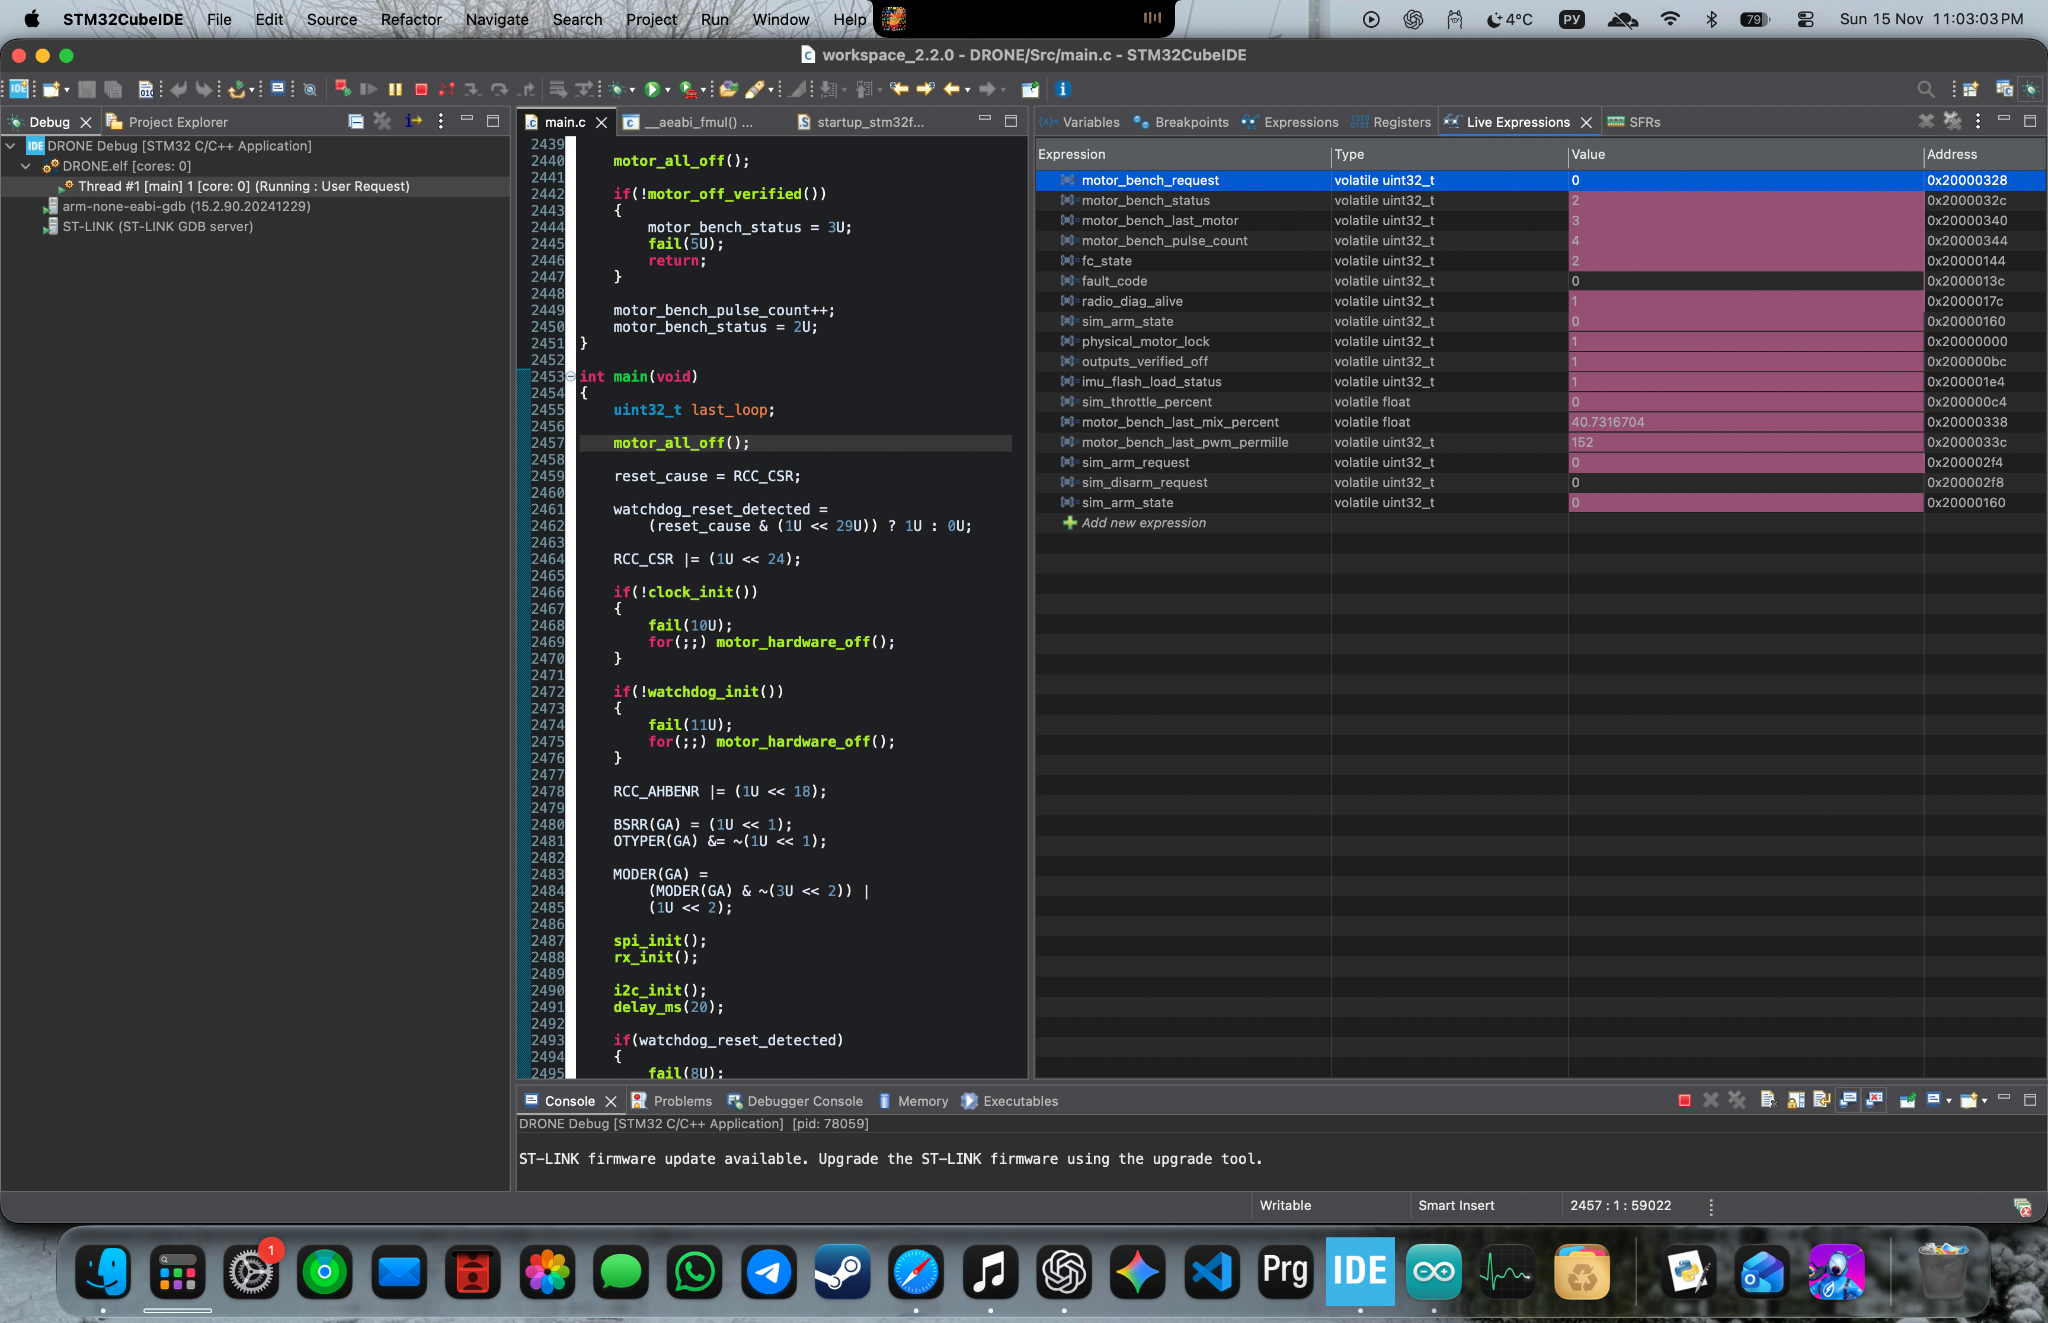 STM32CubeIDE File Edit Source Refactor Navigate Search Project Run Window Help 4°C РУ 79 Sun 15 Nov 11:03:03 PM
workspace_2.2.0 - DRONE/Src/main.c - STM32CubeIDE
IDE 010
Debug Project Explorer
IDE DRONE Debug [STM32 C/C++ Application]
DRONE.elf [cores: 0]
Thread #1 [main] 1 [core: 0] (Running : User Request)
arm-none-eabi-gdb (15.2.90.20241229)
ST-LINK (ST-LINK GDB server)
main.c __aeabi_fmul() ... startup_stm32f...
2439
2440 motor_all_off();
2441
2442 if(!motor_off_verified())
2443 {
2444 motor_bench_status = 3U;
2445 fail(5U);
2446 return;
2447 }
2448
2449 motor_bench_pulse_count++;
2450 motor_bench_status = 2U;
2451 }
2452
2453 int main(void)
2454 {
2455 uint32_t last_loop;
2456
2457 motor_all_off();
2458
2459 reset_cause = RCC_CSR;
2460
2461 watchdog_reset_detected =
2462 (reset_cause & (1U << 29U)) ? 1U : 0U;
2463
2464 RCC_CSR |= (1U << 24);
2465
2466 if(!clock_init())
2467 {
2468 fail(10U);
2469 for(;;) motor_hardware_off();
2470 }
2471
2472 if(!watchdog_init())
2473 {
2474 fail(11U);
2475 for(;;) motor_hardware_off();
2476 }
2477
2478 RCC_AHBENR |= (1U << 18);
2479
2480 BSRR(GA) = (1U << 1);
2481 OTYPER(GA) &= ~(1U << 1);
2482
2483 MODER(GA) =
2484 (MODER(GA) & ~(3U << 2)) |
2485 (1U << 2);
2486
2487 spi_init();
2488 rx_init();
2489
2490 i2c_init();
2491 delay_ms(20);
2492
2493 if(watchdog_reset_detected)
2494 {
2495 fail(8U);
Variables Breakpoints Expressions Registers Live Expressions SFRs
Expression Type Value Address
motor_bench_request volatile uint32_t 0 0x20000328
motor_bench_status volatile uint32_t 2 0x2000032c
motor_bench_last_motor volatile uint32_t 3 0x20000340
motor_bench_pulse_count volatile uint32_t 4 0x20000344
fc_state volatile uint32_t 2 0x20000144
fault_code volatile uint32_t 0 0x2000013c
radio_diag_alive volatile uint32_t 1 0x2000017c
sim_arm_state volatile uint32_t 0 0x20000160
physical_motor_lock volatile uint32_t 1 0x20000000
outputs_verified_off volatile uint32_t 1 0x200000bc
imu_flash_load_status volatile uint32_t 1 0x200001e4
sim_throttle_percent volatile float 0 0x200000c4
motor_bench_last_mix_percent volatile float 40.7316704 0x20000338
motor_bench_last_pwm_permille volatile uint32_t 152 0x2000033c
sim_arm_request volatile uint32_t 0 0x200002f4
sim_disarm_request volatile uint32_t 0 0x200002f8
sim_arm_state volatile uint32_t 0 0x20000160
Add new expression
Console Problems Debugger Console Memory Executables
DRONE Debug [STM32 C/C++ Application] [pid: 78059]
ST-LINK firmware update available. Upgrade the ST-LINK firmware using the upgrade tool.
Writable Smart Insert 2457 : 1 : 59022
1
Prg IDE